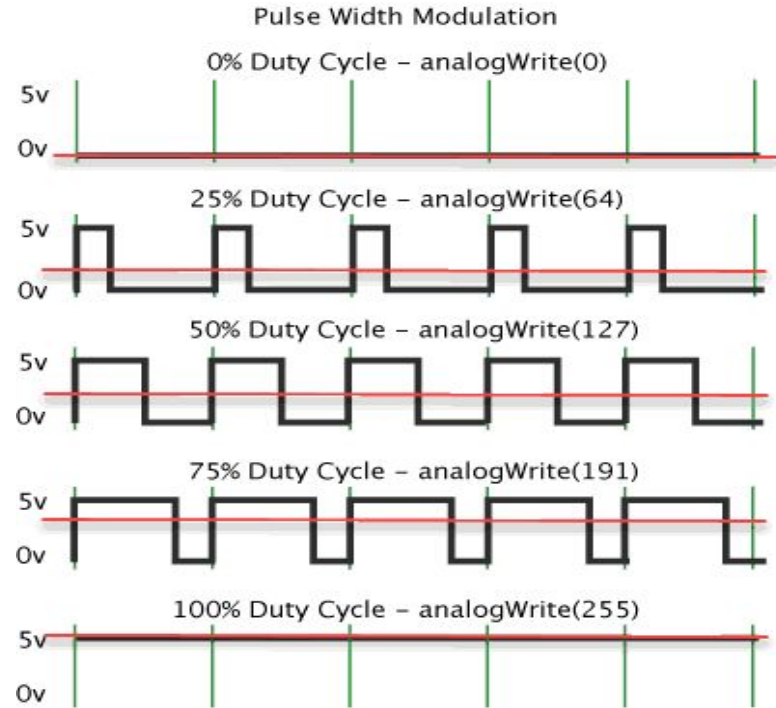 Pulse Width Modulation
0% Duty Cycle – analogWrite(0)
5v
0v
25% Duty Cycle – analogWrite(64)
5v
0v
50% Duty Cycle – analogWrite(127)
5v
0v
75% Duty Cycle – analogWrite(191)
5v
0v
100% Duty Cycle – analogWrite(255)
5v
0v